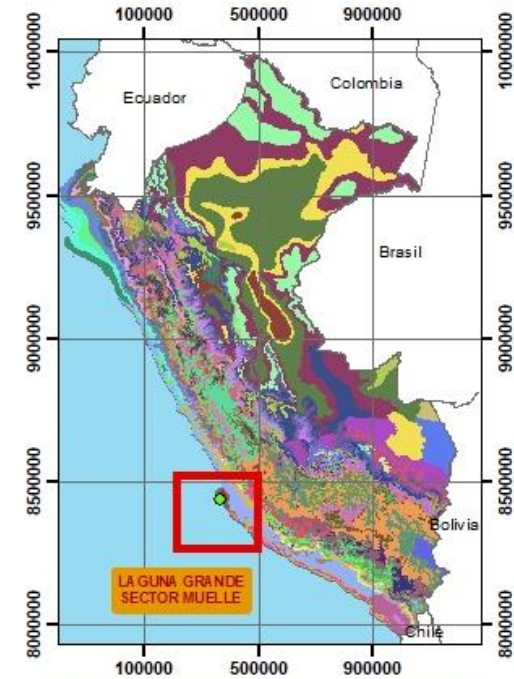 100000 500000 900000
10000000 10000000
Colombia
Ecuador
9500000 9500000
Brasil
9000000 9000000
8500000 8500000
Bolivia
LAGUNA GRANDE
SECTOR MUELLE
8000000 8000000
Chile
100000 500000 900000